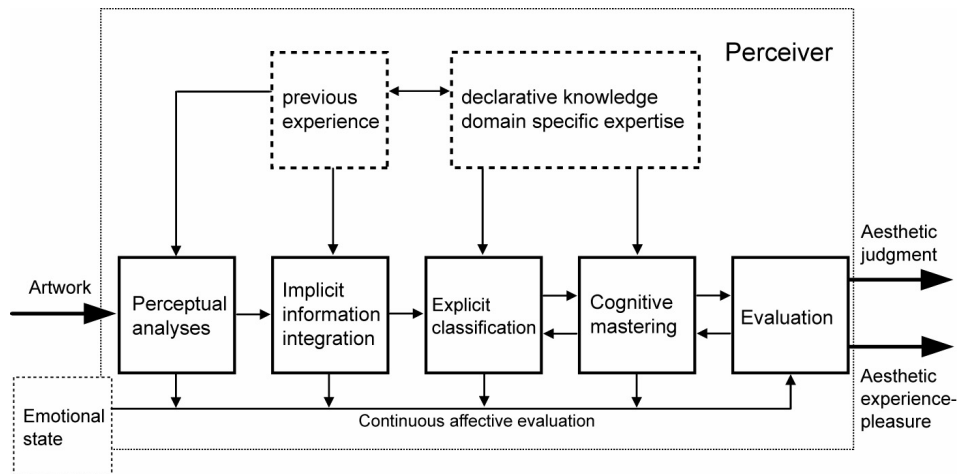 Perceiver
previous
experience
declarative knowledge
domain specific expertise
Artwork
Perceptual
analyses
Implicit
information
integration
Explicit
classification
Cognitive
mastering
Evaluation
Aesthetic
judgment
Aesthetic
experience-
pleasure
Emotional
state
Continuous affective evaluation